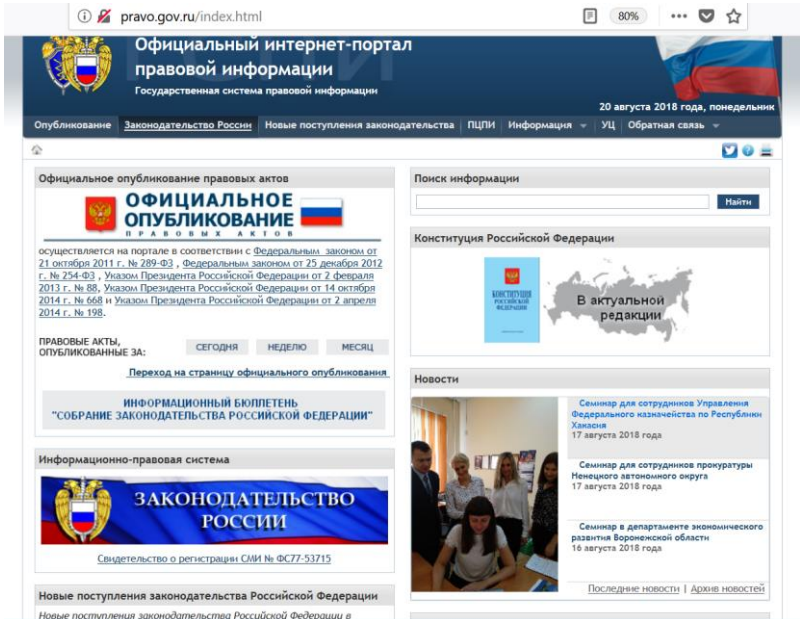 pravo.gov.ru/index.html
80%
Официальный интернет-портал
правовой информации
Государственная система правовой информации
20 августа 2018 года, понедельник
Опубликование
Законодательство России
Новые поступления законодательства
ПЦПИ
Информация
УЦ
Обратная связь
Официальное опубликование правовых актов
ОФИЦИАЛЬНОЕ
ОПУБЛИКОВАНИЕ
ПРАВОВЫХ АКТОВ
осуществляется на портале в соответствии с Федеральным законом от
21 октября 2011 г. № 289-ФЗ , Федеральным законом от 25 декабря 2012
г. № 254-ФЗ , Указом Президента Российской Федерации от 2 февраля
2013 г. № 88, Указом Президента Российской Федерации от 14 октября
2014 г. № 668 и Указом Президента Российской Федерации от 2 апреля
2014 г. № 198.
ПРАВОВЫЕ АКТЫ,
ОПУБЛИКОВАННЫЕ ЗА:
СЕГОДНЯ
НЕДЕЛЮ
МЕСЯЦ
Переход на страницу официального опубликования
ИНФОРМАЦИОННЫЙ БЮЛЛЕТЕНЬ
"СОБРАНИЕ ЗАКОНОДАТЕЛЬСТВА РОССИЙСКОЙ ФЕДЕРАЦИИ"
Информационно-правовая система
ЗАКОНОДАТЕЛЬСТВО
РОССИИ
Свидетельство о регистрации СМИ № ФС77-53715
Новые поступления законодательства Российской Федерации
Новые поступления законодательства Российской Федерации в
Поиск информации
Найти
Конституция Российской Федерации
КОНСТИТУЦИЯ
РОССИЙСКОЙ
ФЕДЕРАЦИИ
В актуальной
редакции
Новости
Семинар для сотрудников Управления
Федерального казначейства по Республики
Хакасия
17 августа 2018 года
Семинар для сотрудников прокуратуры
Ненецкого автономного округа
17 августа 2018 года
Семинар в департаменте экономического
развития Воронежской области
16 августа 2018 года
Последние новости | Архив новостей